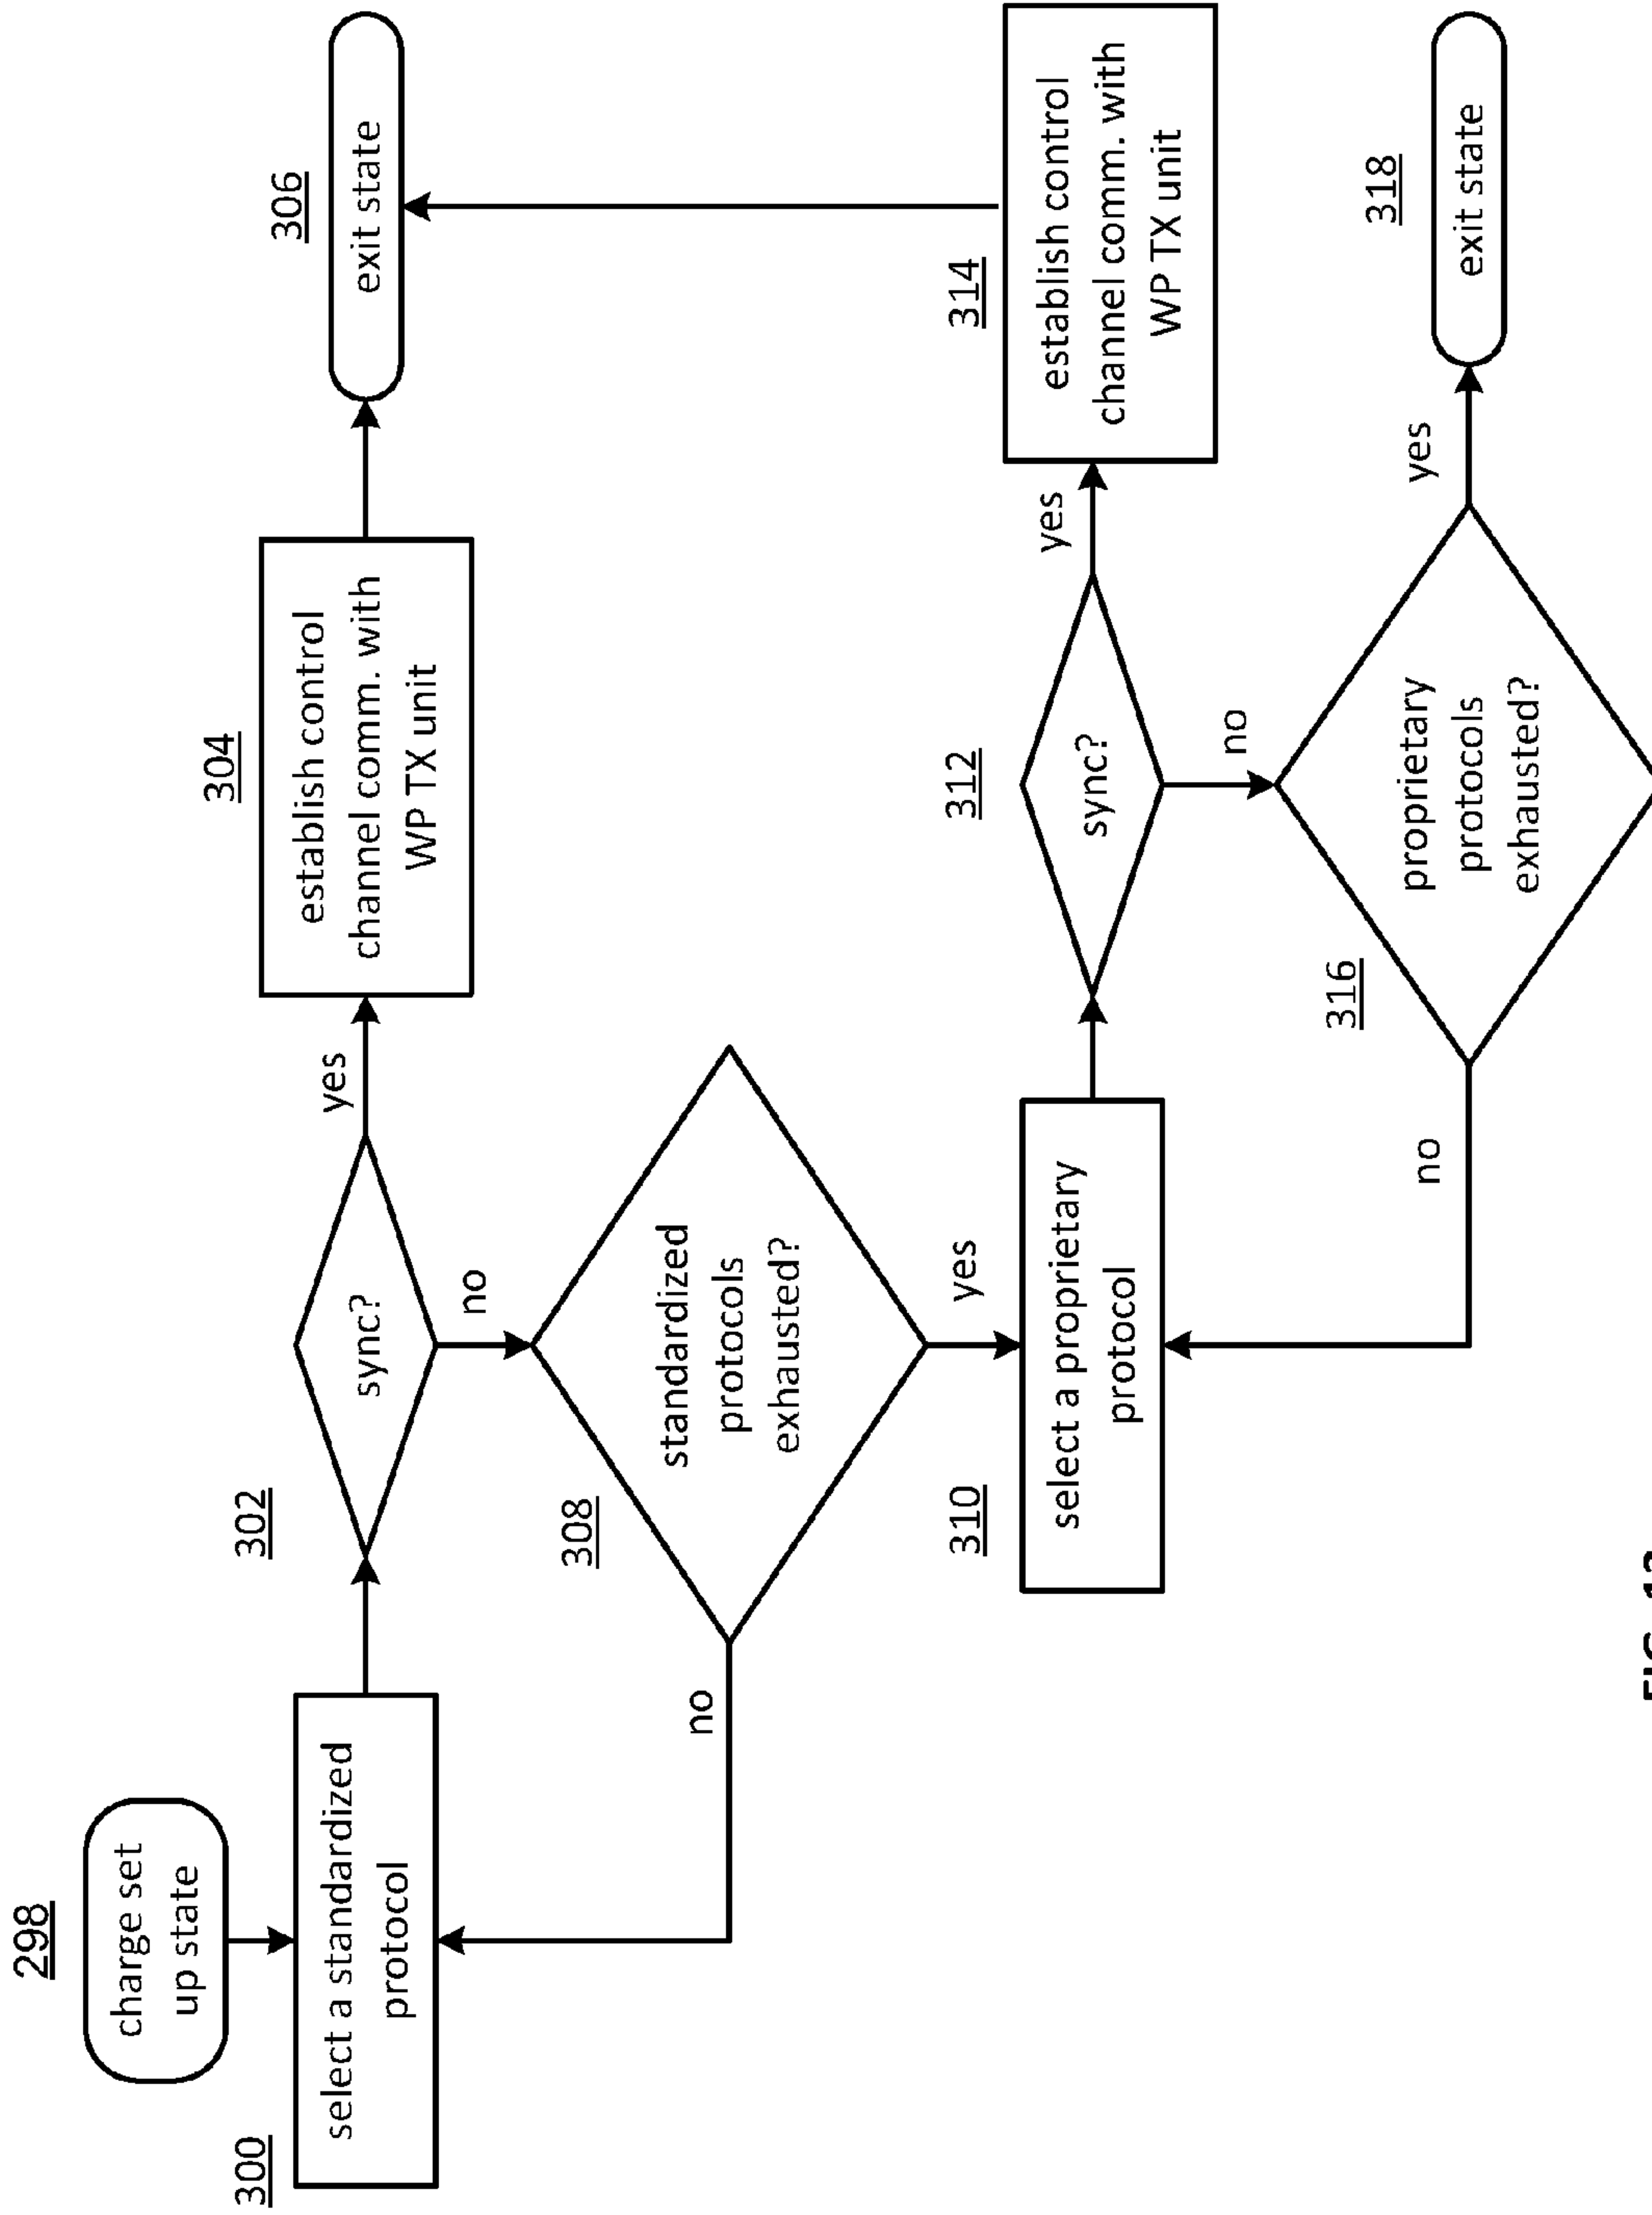 298
charge set
up state
300
select a standardized
protocol
302
sync?
yes
304
establish control
channel comm. with
WP TX unit
306
exit state
no
308
standardized
protocols
exhausted?
no
yes
310
select a proprietary
protocol
312
sync?
yes
314
establish control
channel comm. with
WP TX unit
no
316
proprietary
protocols
exhausted?
no
yes
318
exit state